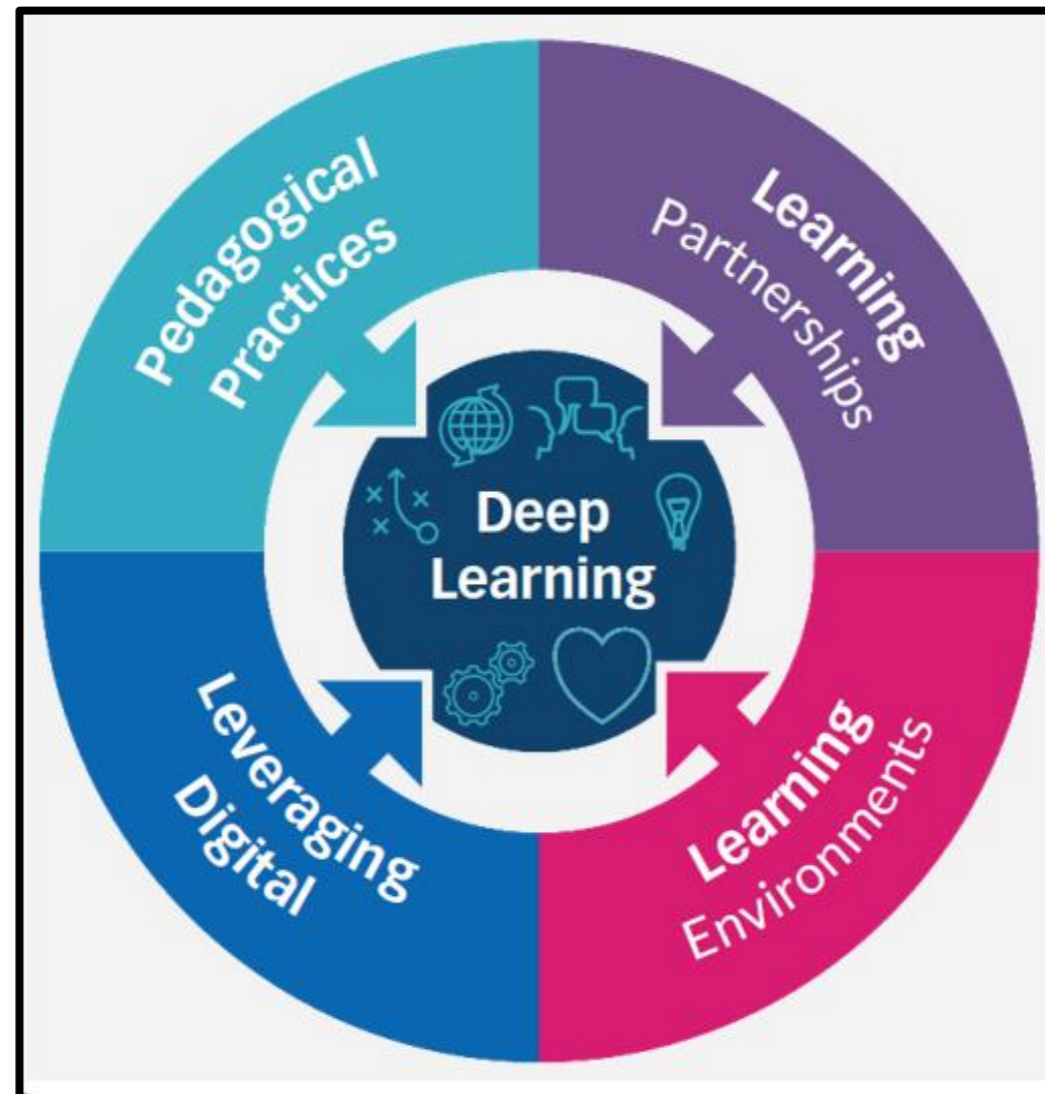 Pedagogical
Practices
Learning
Partnerships
Deep
Learning
Leveraging
Digital
Learning
Environments